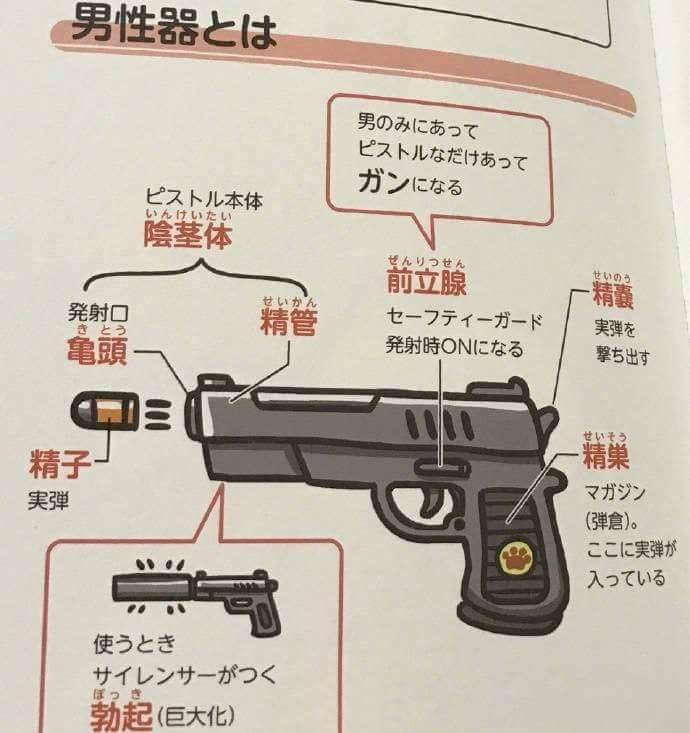 男性器とは
男のみにあって
ピストルなだけあって
ガンになる
ピストル本体
いんけいたい
陰茎体
ぜんりつせん
前立腺
セーフティーガード
発射時ONになる
せいのう
精嚢
実弾を
撃ち出す
発射口
きとう
亀頭
せいかん
精管
精子
実弾
せいそう
精巣
マガジン
(弾倉)。
ここに実弾が
入っている
使うとき
サイレンサーがつく
ぼっき
勃起(巨大化)